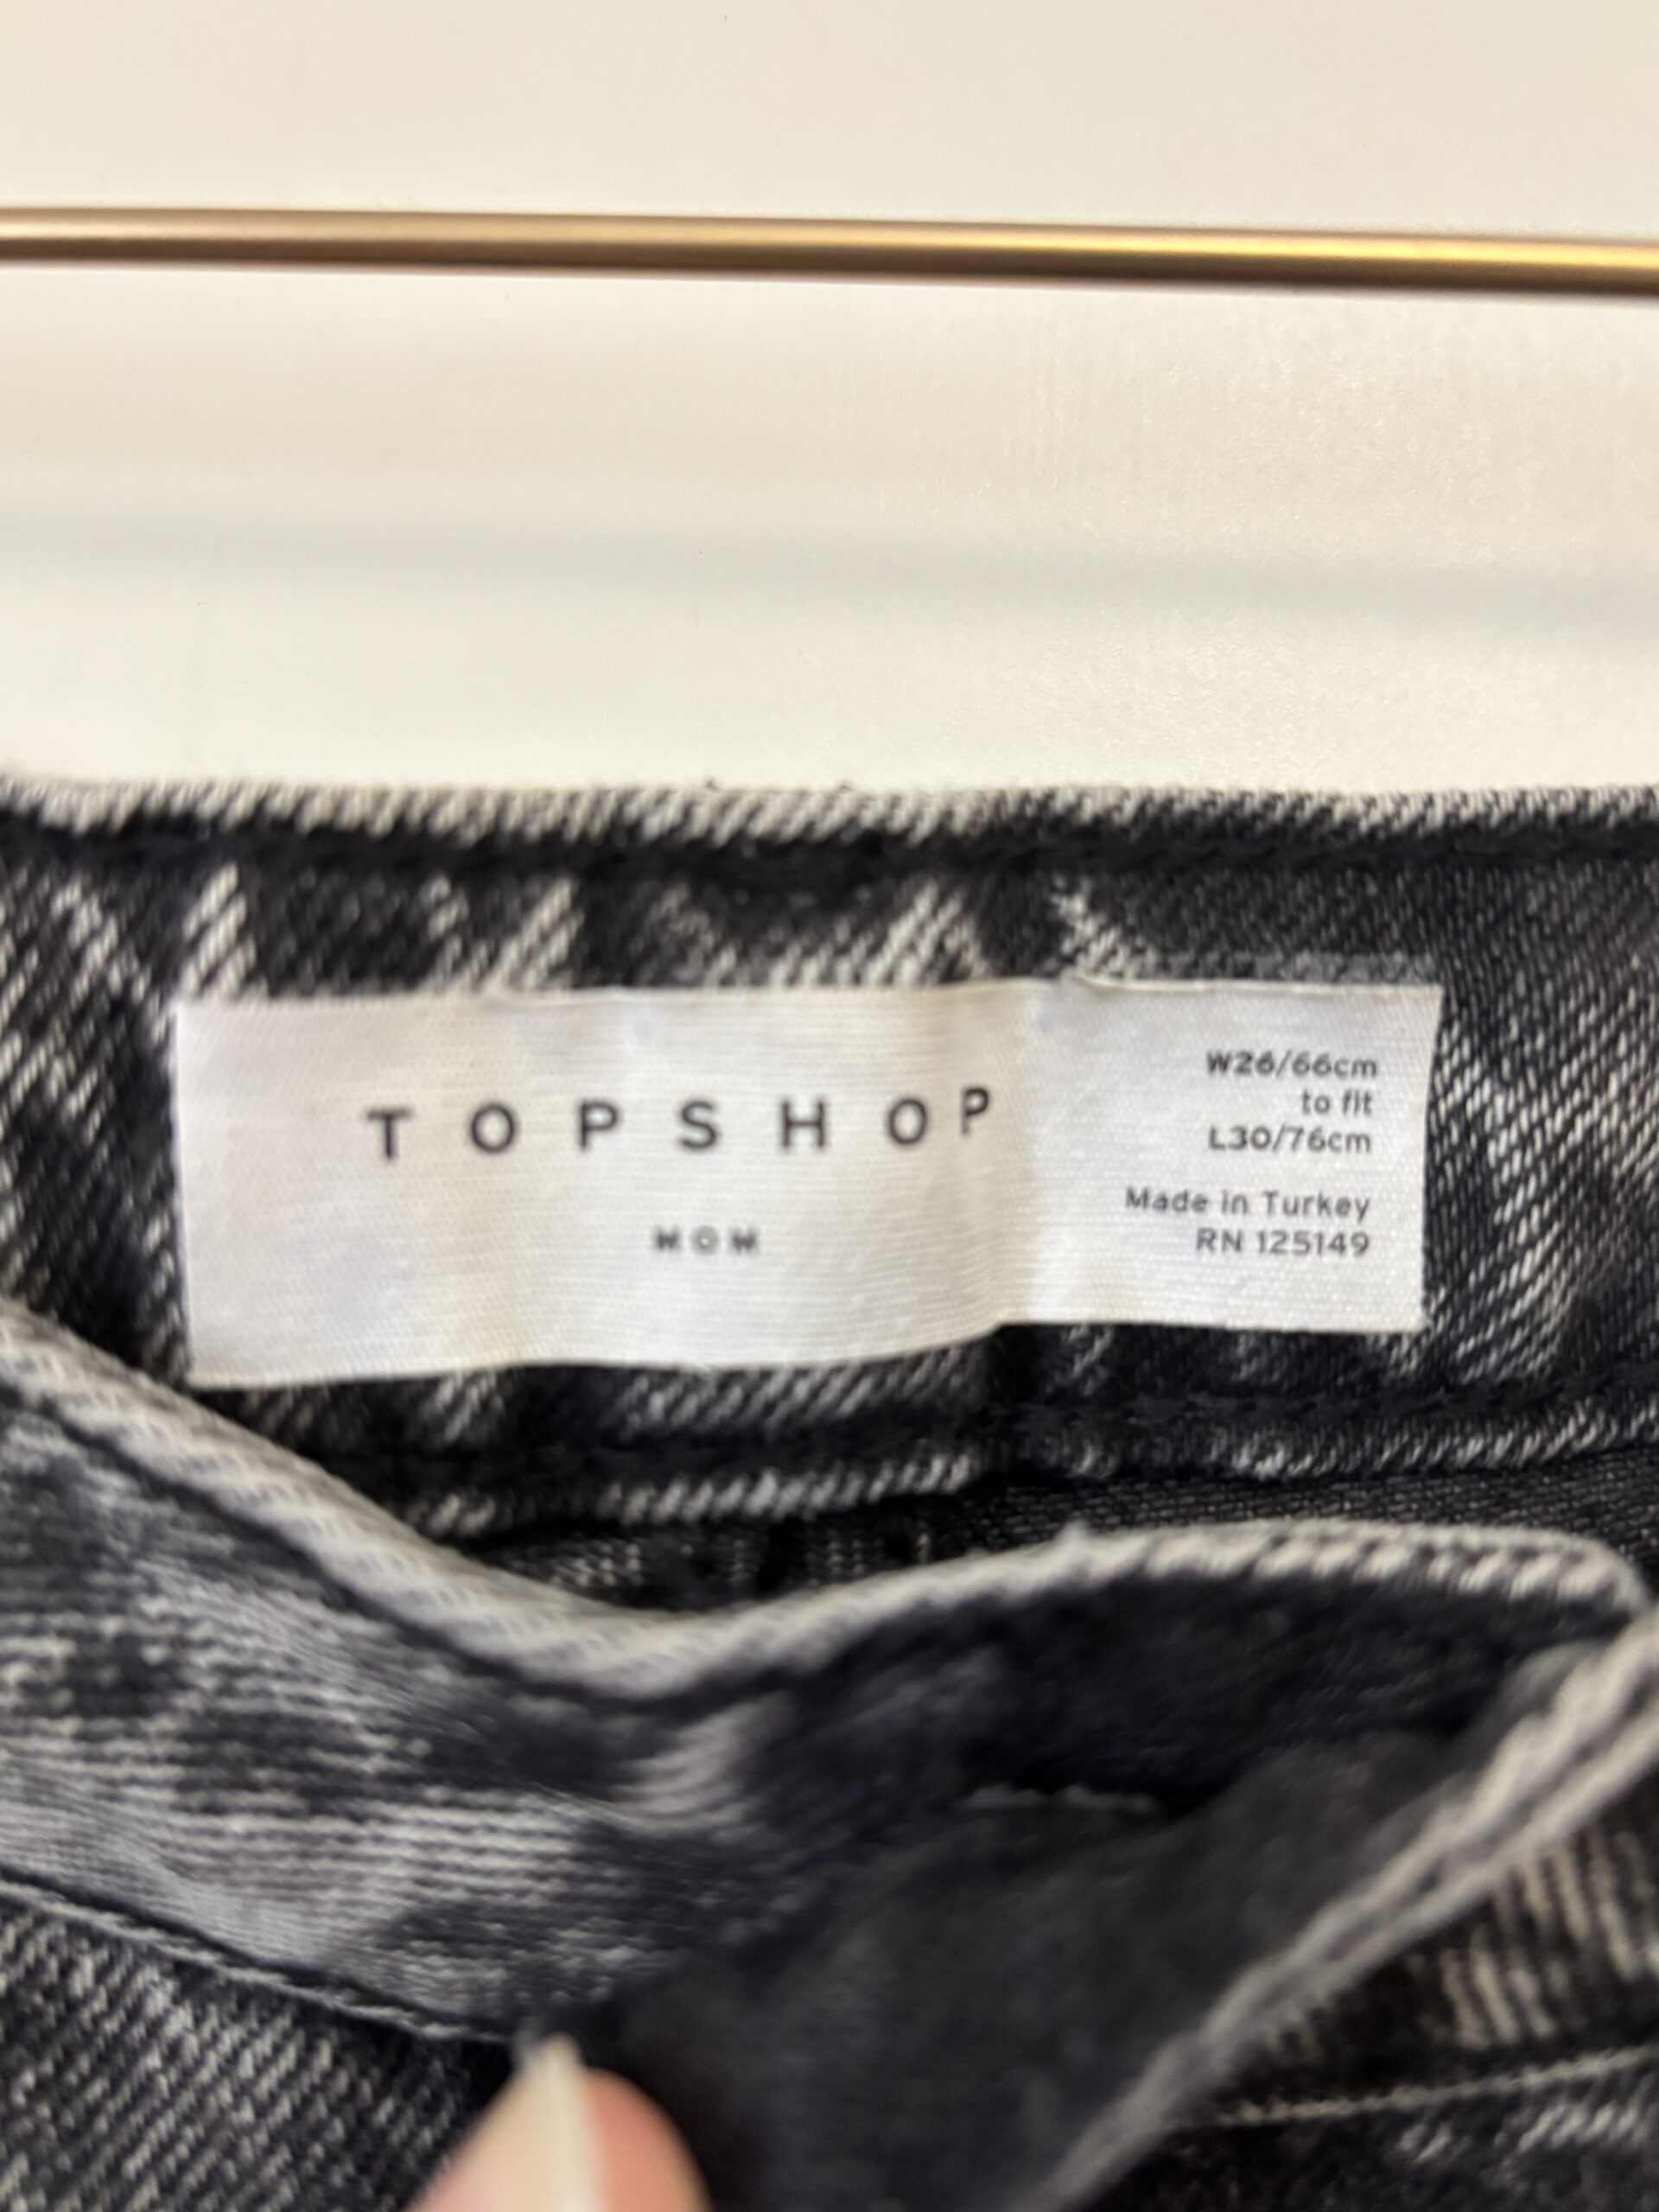 TOPSHOP
MOM
W26/66cm
to fit
L30/76cm
Made in Turkey
RN 125149